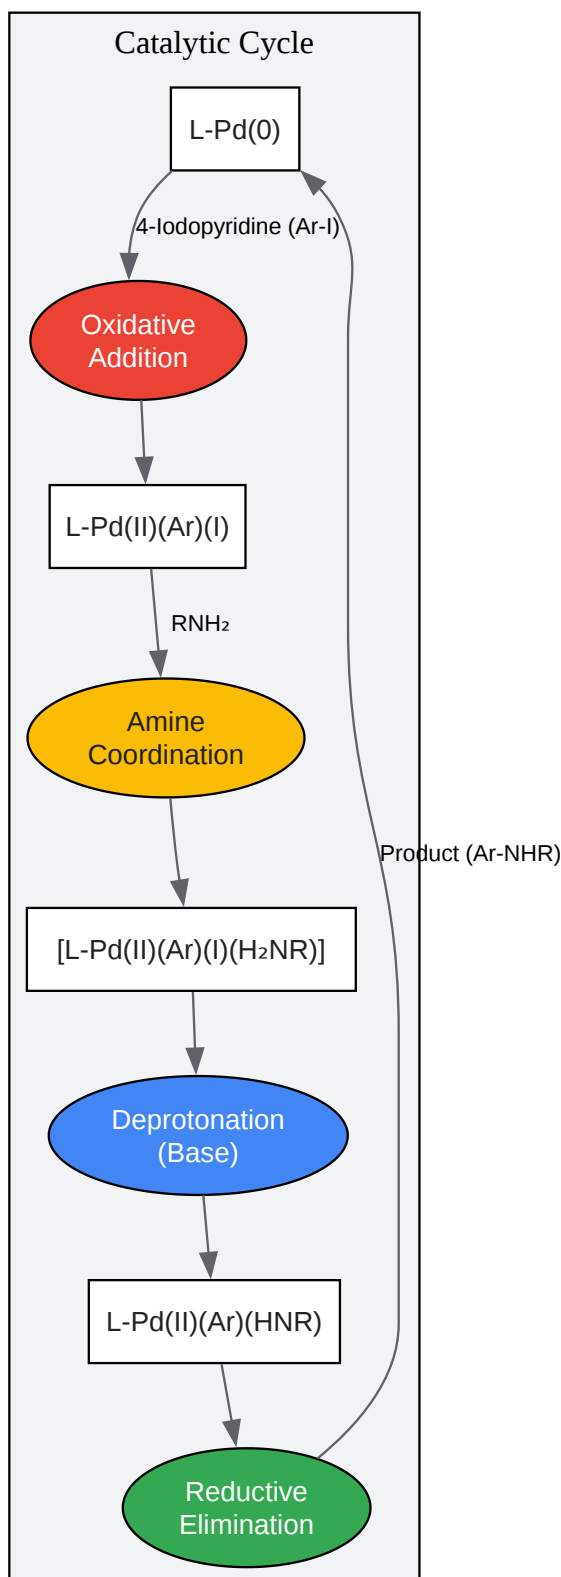 Catalytic Cycle
L-Pd(0)
4-Iodopyridine (Ar-I)
Oxidative
Addition
L-Pd(II)(Ar)(I)
RNH₂
Amine
Coordination
Product (Ar-NHR)
[L-Pd(II)(Ar)(I)(H₂NR)]
Deprotonation
(Base)
L-Pd(II)(Ar)(HNR)
Reductive
Elimination